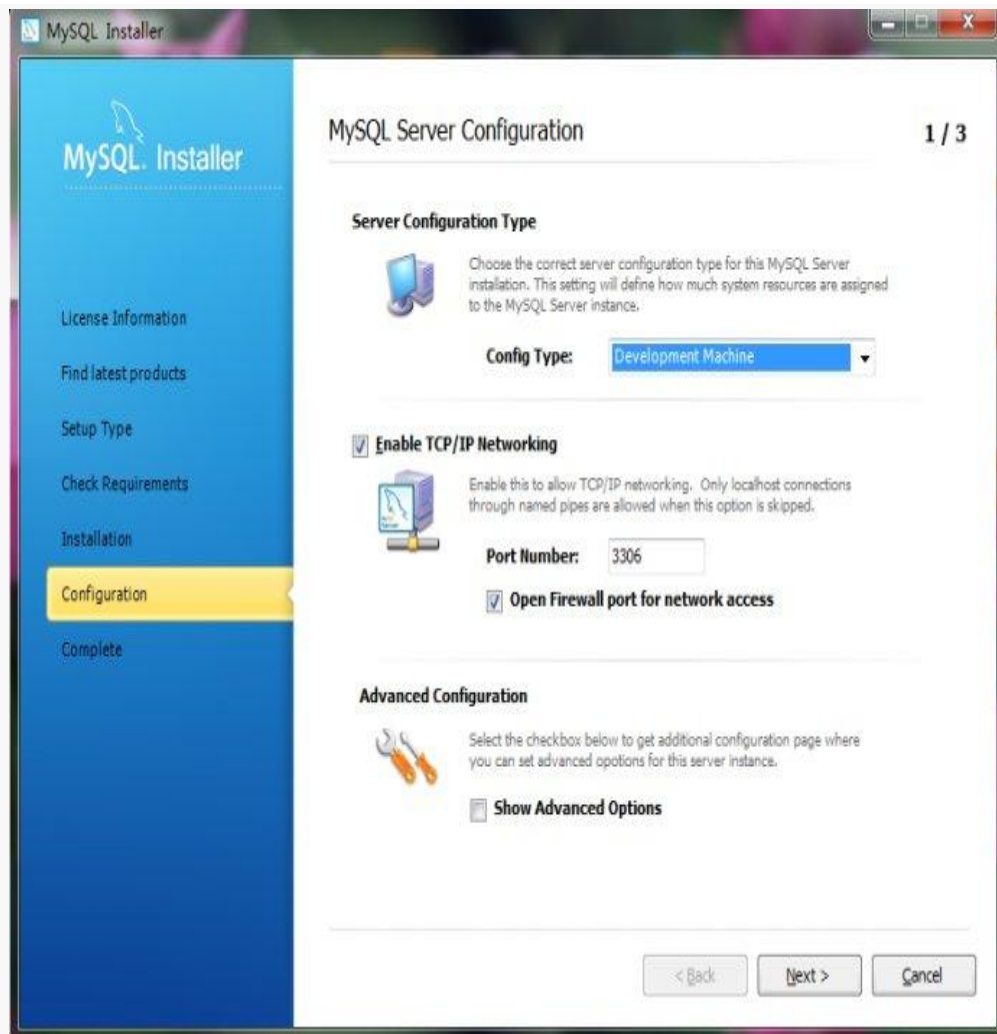 MySQL Installer
MySQL. Installer
License Information
Find latest products
Setup Type
Check Requirements
Installation
Configuration
Complete
MySQL Server Configuration
1 / 3
Server Configuration Type
Choose the correct server configuration type for this MySQL Server
installation. This setting will define how much system resources are assigned
to the MySQL Server instance.
Config Type:
Development Machine
Enable TCP/IP Networking
Enable this to allow TCP/IP networking. Only localhost connections
through named pipes are allowed when this option is skipped.
Port Number:
3306
Open Firewall port for network access
Advanced Configuration
Select the checkbox below to get additional configuration page where
you can set advanced opotions for this server instance.
Show Advanced Options
< Back
Next >
Cancel